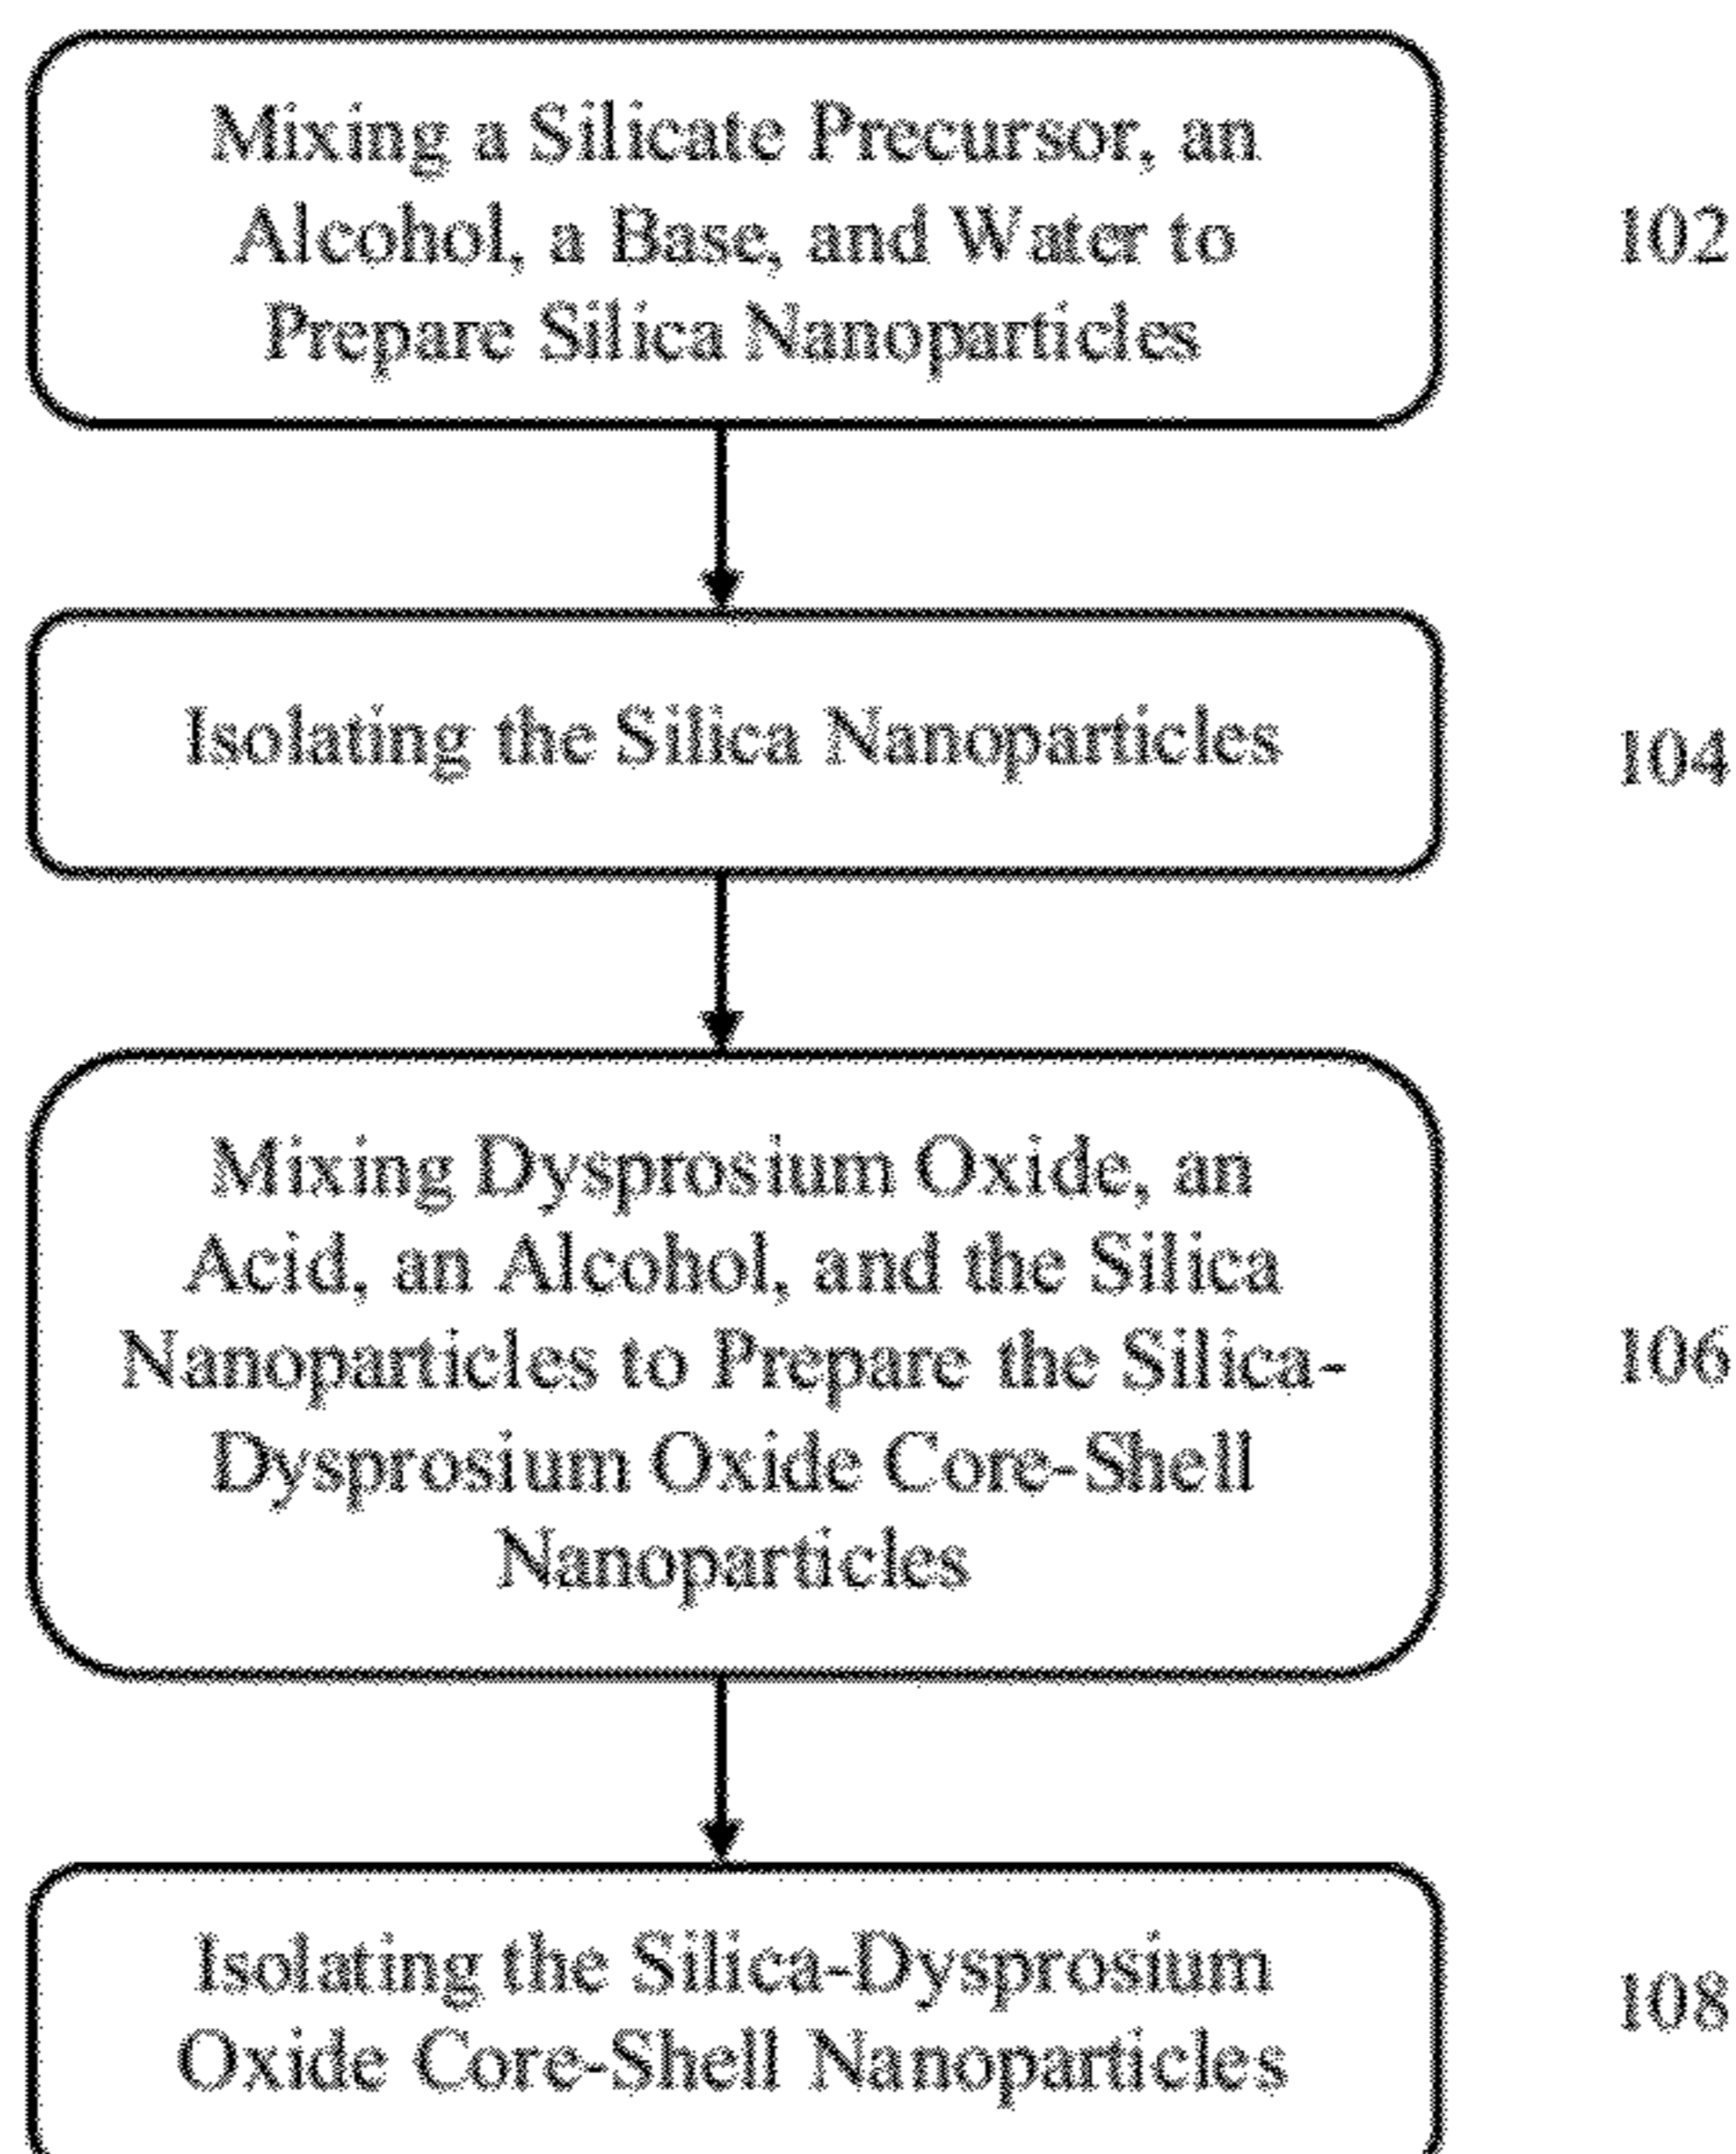 Mixing a Silicate Precursor, an
Alcohol, a Base, and Water to
Prepare Silica Nanoparticles
102
Isolating the Silica Nanoparticles
104
Mixing Dysprosium Oxide, an
Acid, an Alcohol, and the Silica
Nanoparticles to Prepare the Silica-
Dysprosium Oxide Core-Shell
Nanoparticles
106
Isolating the Silica-Dysprosium
Oxide Core-Shell Nanoparticles
108